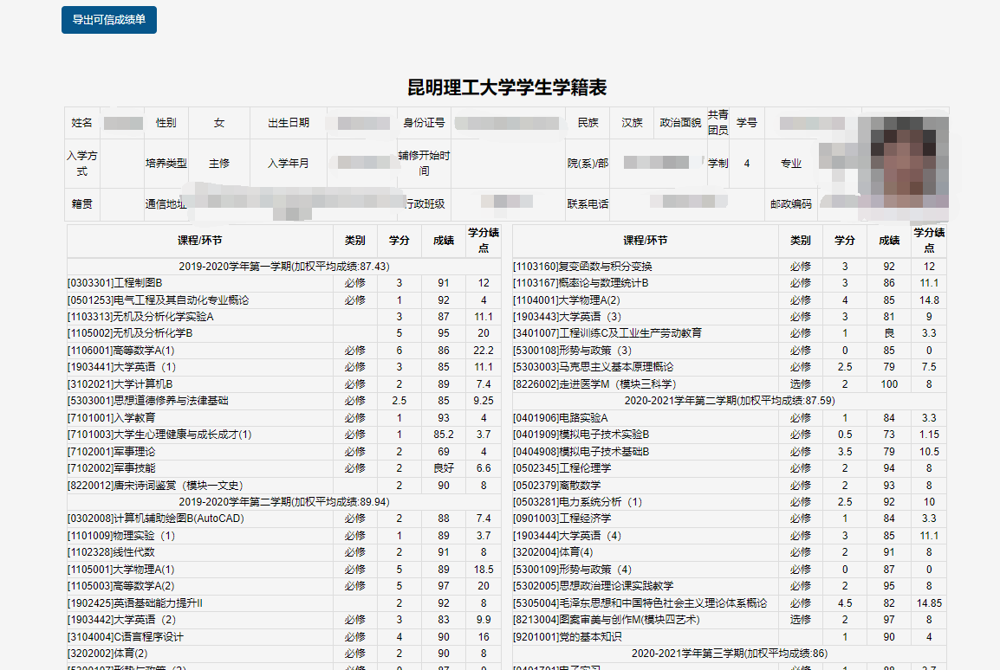 导出可信成绩单
昆明理工大学学生学籍表
姓名 性别 女 出生日期 身份证号 民族 汉族 政治面貌 共青团员 学号
入学方式 培养类型 主修 入学年月 辅修开始时间 院(系)/部 学制 4 专业
籍贯 通信地址 行政班级 联系电话 邮政编码
课程/环节 类别 学分 成绩 学分绩点
2019-2020学年第一学期(加权平均成绩:87.43)
[0303301]工程制图B 必修 3 91 12
[0501253]电气工程及其自动化专业概论 必修 1 92 4
[1103313]无机及分析化学实验A 3 87 11.1
[1105002]无机及分析化学B 5 95 20
[1106001]高等数学A(1) 必修 6 86 22.2
[1903441]大学英语（1） 必修 3 85 11.1
[3102021]大学计算机B 必修 2 89 7.4
[5303001]思想道德修养与法律基础 必修 2.5 85 9.25
[7101001]入学教育 必修 1 93 4
[7101003]大学生心理健康与成长成才(1) 必修 1 85.2 3.7
[7102001]军事理论 必修 2 69 4
[7102002]军事技能 必修 2 良好 6.6
[8220012]唐宋诗词鉴赏（模块一文史） 2 90 8
2019-2020学年第二学期(加权平均成绩:89.94)
[0302008]计算机辅助绘图B(AutoCAD) 必修 2 88 7.4
[1101009]物理实验（1） 必修 1 89 3.7
[1102328]线性代数 必修 2 91 8
[1105001]大学物理A(1) 必修 5 89 18.5
[1105003]高等数学A(2) 必修 5 97 20
[1902425]英语基础能力提升II 2 92 8
[1903442]大学英语（2） 必修 3 83 9.9
[3104004]C语言程序设计 必修 4 90 16
[3202002]体育(2) 必修 2 90 8
课程/环节 类别 学分 成绩 学分绩点
[1103160]复变函数与积分变换 必修 3 92 12
[1103167]概率论与数理统计B 必修 3 86 11.1
[1104001]大学物理A(2) 必修 4 85 14.8
[1903443]大学英语（3） 必修 3 81 9
[3401007]工程训练C及工业生产劳动教育 必修 1 良 3.3
[5300108]形势与政策（3） 必修 0 85 0
[5303003]马克思主义基本原理概论 必修 2.5 79 7.5
[8226002]走进医学M（模块三科学） 选修 2 100 8
2020-2021学年第二学期(加权平均成绩:87.59)
[0401906]电路实验A 必修 1 84 3.3
[0401909]模拟电子技术实验B 必修 0.5 73 1.15
[0404908]模拟电子技术基础B 必修 3.5 79 10.5
[0502345]工程伦理学 必修 2 94 8
[0502379]离散数学 必修 2 93 8
[0503281]电力系统分析（1） 必修 2.5 92 10
[0901003]工程经济学 必修 1 84 3.3
[1903444]大学英语（4） 必修 3 85 11.1
[3202004]体育(4) 必修 2 91 8
[5300109]形势与政策（4） 必修 0 87 0
[5302005]思想政治理论课实践教学 必修 2 95 8
[5305004]毛泽东思想和中国特色社会主义理论体系概论 必修 4.5 82 14.85
[8213004]图案审美与创作M(模块四艺术) 选修 2 97 8
[9201001]党的基本知识 1 90 4
2020-2021学年第三学期(加权平均成绩:86)